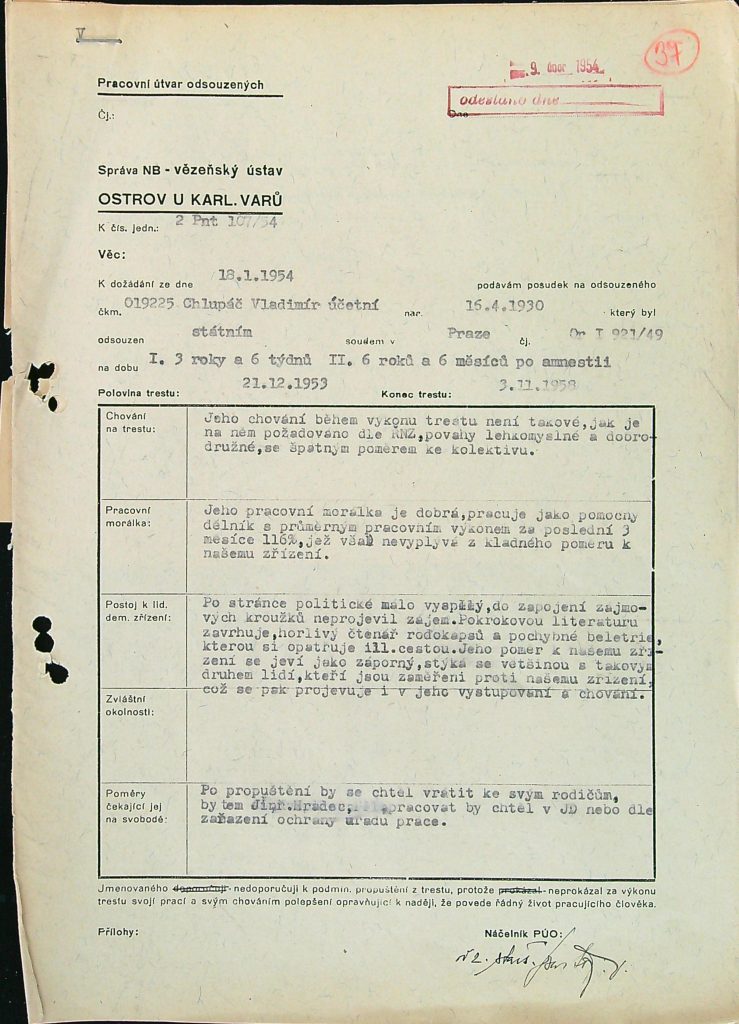 V
37
9. únor 1954
odesláno dne
Pracovní útvar odsouzených
Čj.:
Dne
Správa NB - vězeňský ústav
OSTROV U KARL. VARŮ
K čís. jedn.: 2 Pnt 107/54
Věc:
K dožádání ze dne 18.1.1954 podávám posudek na odsouzeného
čkm. 019225 Chlupáč Vladimír účetní nar. 16.4.1930 který byl
odsouzen státním soudem v Praze čj. Or I 921/49
na dobu I. 3 roky a 6 týdnů II. 6 roků a 6 měsíců po amnestii
Polovina trestu: 21.12.1953 Konec trestu: 3.11.1958
Chování
na trestu:
Jeho chování během výkonu trestu není takové,jak je
na něm požadováno dle RNZ,povahy lehkomyslné a dobro-
družné,se špatným poměrem ke kolektivu.
Pracovní
morálka:
Jeho pracovní morálka je dobrá,pracuje jako pomocný
dělník s průměrným pracovním výkonem za poslední 3
měsíce 116%,jež však nevyplývá z kladného poměru k
našemu zřízení.
Postoj k lid.
dem. zřízení:
Po stránce politické málo vyspělý,do zapojení zájmo-
vých kroužků neprojevil zájem.Pokrokovou literaturu
zavrhuje,horlivý čtenář rodokapsů a pochybné beletrie,
kterou si opatřuje ill.cestou.Jeho poměr k našemu zří-
zení se jeví jako záporný,stýká se většinou s takovým
druhem lidí,kteří jsou zaměřeni proti našemu zřízení,
což se pak projevuje i v jeho vystupování a chování.
Zvláštní
okolnosti:
Poměry
čekající jej
na svobodě:
Po propuštění by se chtěl vrátit ke svým rodičům,
bytem Jinř.Hradec, pracovat by chtěl v JD nebo dle
zařazení ochrany úřadu práce.
Jmenovaného doporučuji - nedoporučuji k podmín. propuštění z trestu, protože prokázal - neprokázal za výkonu
trestu svojí prací a svým chováním polepšení opravňující k naději, že povede řádný život pracujícího člověka.
Přílohy:
Náčelník PÚO: